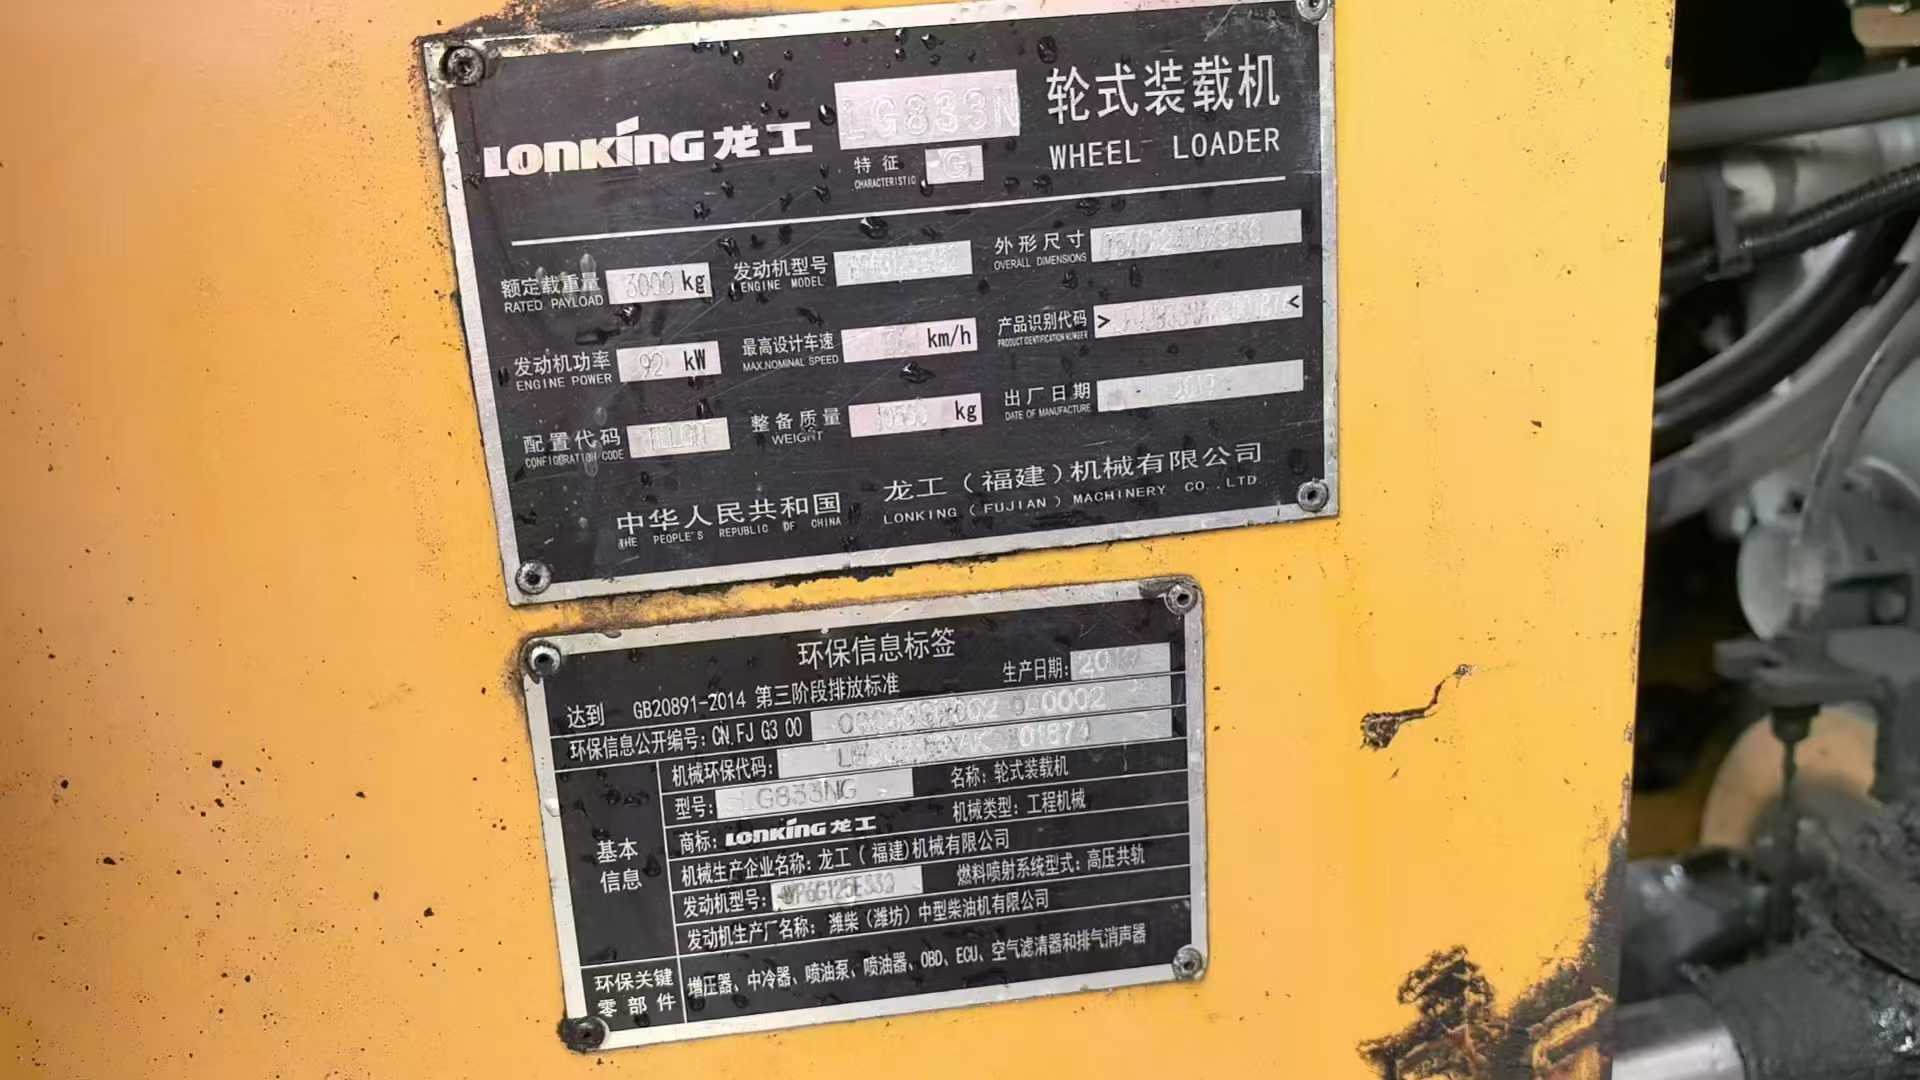 LONKING 龙工 LG833N 轮式装载机
特征 G WHEEL LOADER
CHARACTERISTIC
额定载重量 3000 kg 发动机型号 外形尺寸
RATED PAYLOAD ENGINE MODEL OVERALL DIMENSIONS
发动机功率 92 kW 最高设计车速 km/h 产品识别代码 > <
ENGINE POWER MAX.NOMINAL SPEED PRODUCT IDENTIFICATION NUMBER
配置代码 整备质量 kg 出厂日期
CONFIGURATION CODE WEIGHT DATE OF MANUFACTURE
中华人民共和国 龙工(福建)机械有限公司
THE PEOPLE'S REPUBLIC OF CHINA LONKING (FUJIAN) MACHINERY CO.,LTD
环保信息标签
达到 GB20891-2014 第三阶段排放标准 生产日期:
环保信息公开编号: CN FJ G3 00
机械环保代码:
型号: LG833NG 名称: 轮式装载机
商标: LONKING 龙工 机械类型: 工程机械
基本信息
机械生产企业名称: 龙工(福建)机械有限公司
发动机型号: WP6G125E333 燃料喷射系统型式: 高压共轨
发动机生产厂名称: 潍柴(潍坊)中型柴油机有限公司
环保关键零部件 增压器、中冷器、喷油泵、喷油器、OBD、ECU、空气滤清器和排气消声器